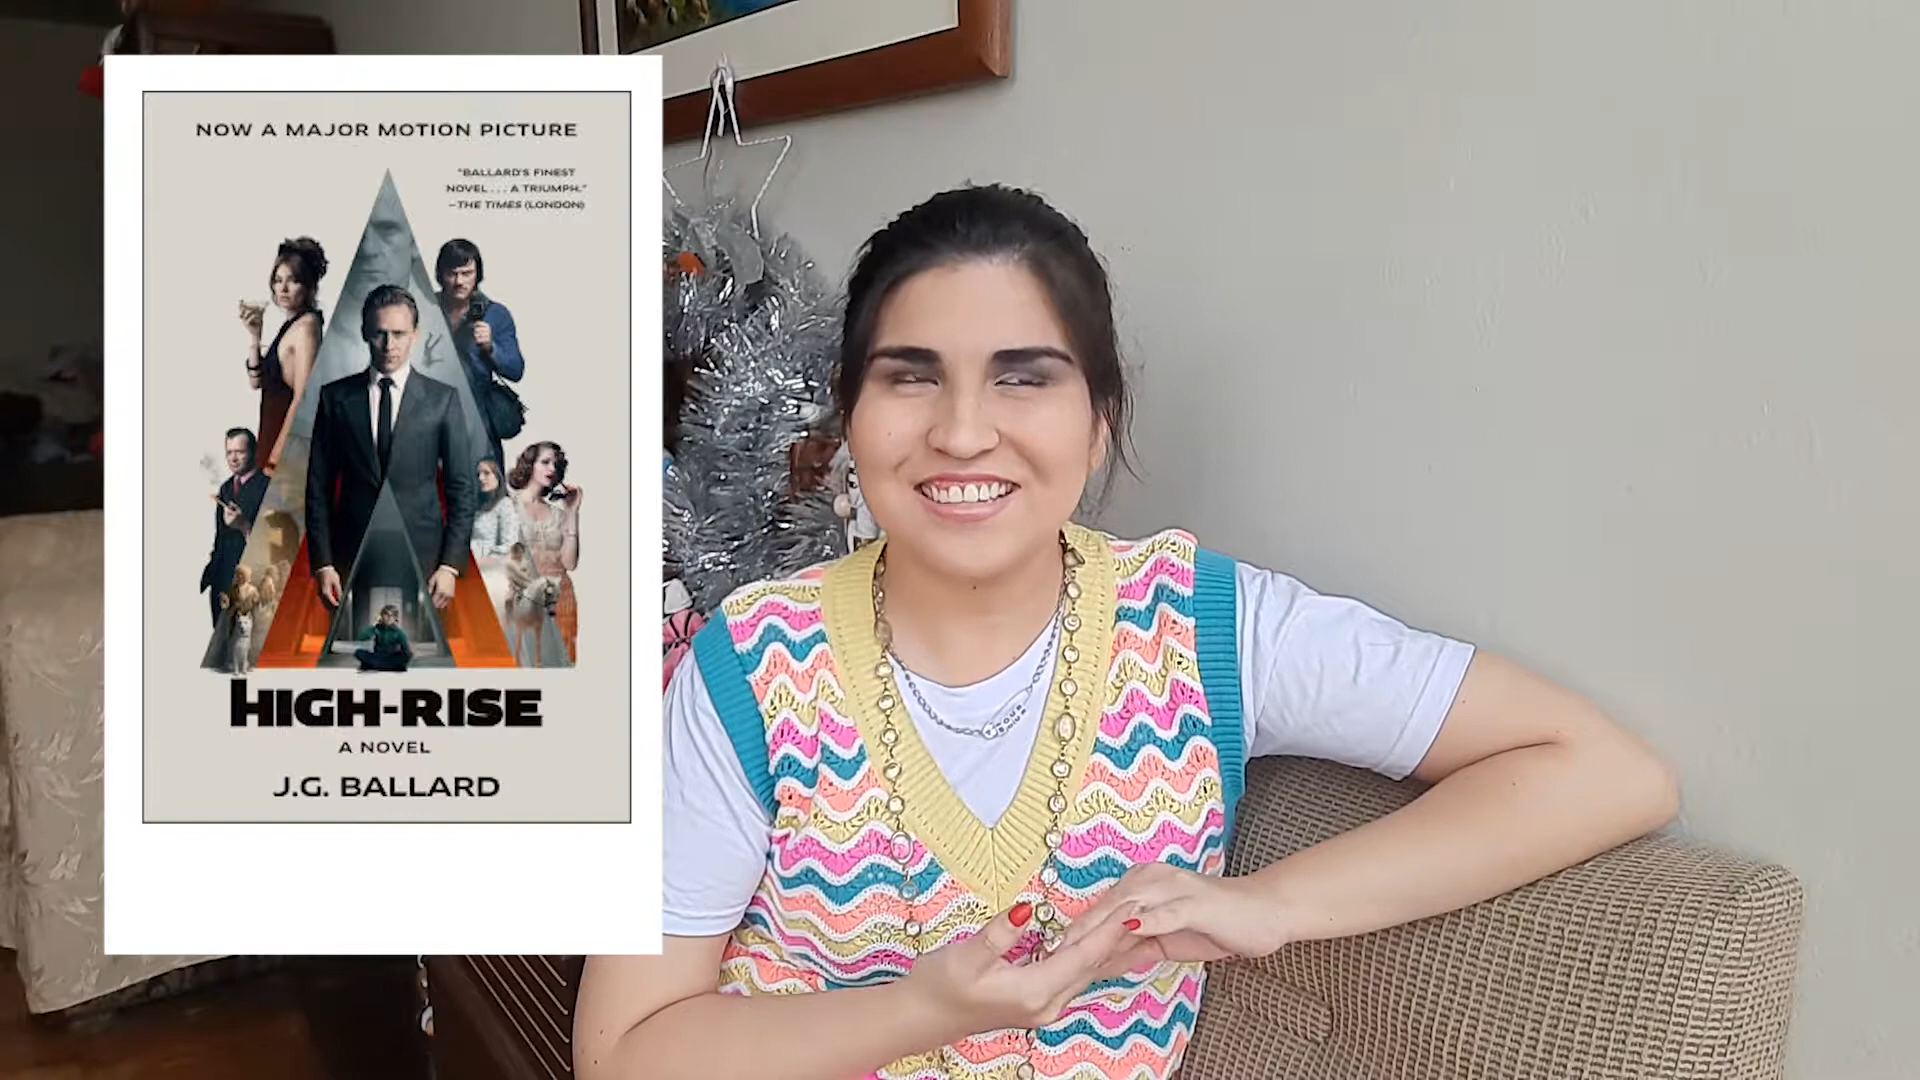 NOW A MAJOR MOTION PICTURE
"BALLARD'S FINEST
NOVEL . . . A TRIUMPH."
—THE TIMES (LONDON)
HIGH-RISE
A NOVEL
J.G. BALLARD